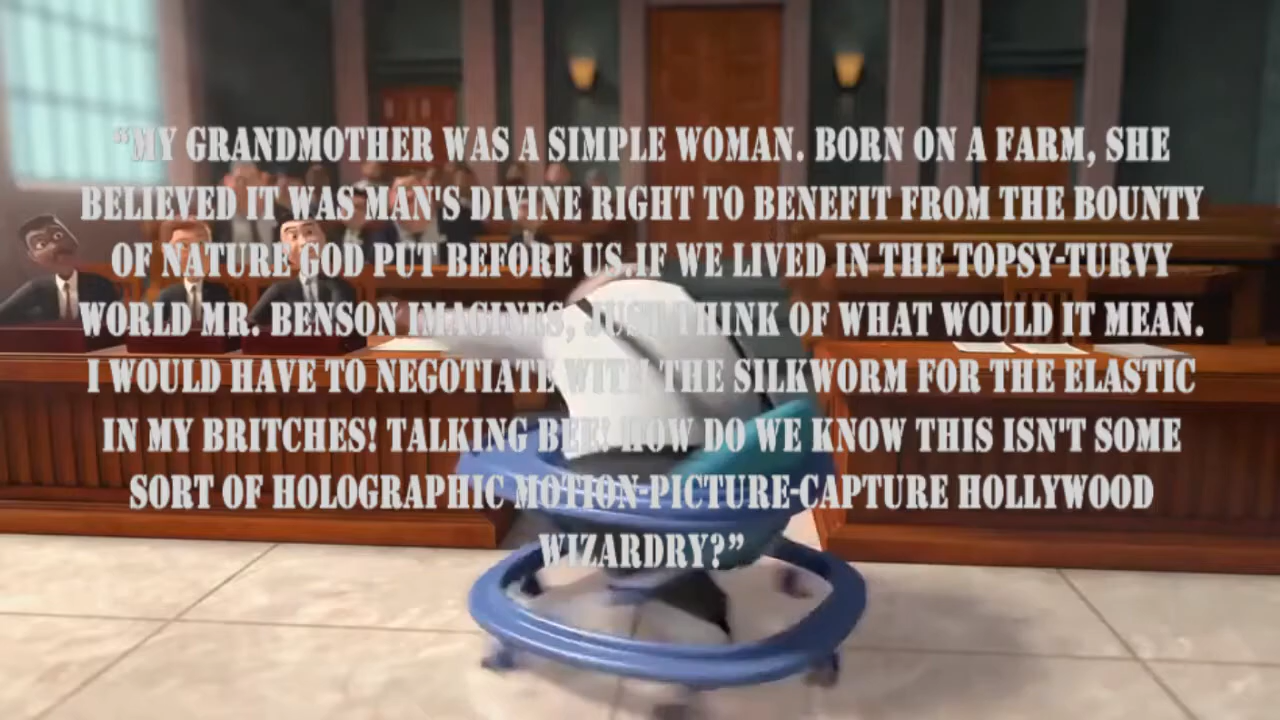 “MY GRANDMOTHER WAS A SIMPLE WOMAN. BORN ON A FARM, SHE
BELIEVED IT WAS MAN'S DIVINE RIGHT TO BENEFIT FROM THE BOUNTY
OF NATURE GOD PUT BEFORE US.IF WE LIVED IN THE TOPSY-TURVY
WORLD MR. BENSON IMAGINES, JUST THINK OF WHAT WOULD IT MEAN.
I WOULD HAVE TO NEGOTIATE WITH THE SILKWORM FOR THE ELASTIC
IN MY BRITCHES! TALKING BEE! HOW DO WE KNOW THIS ISN'T SOME
SORT OF HOLOGRAPHIC MOTION-PICTURE-CAPTURE HOLLYWOOD
WIZARDRY?”